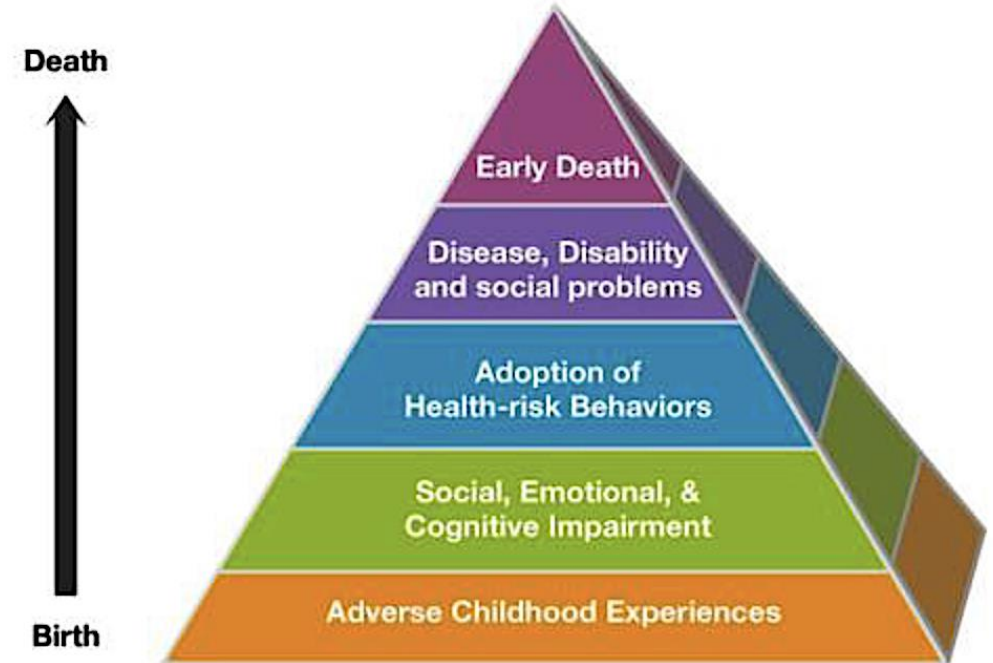 Death
Early Death
Disease, Disability
and social problems
Adoption of
Health-risk Behaviors
Social, Emotional, &
Cognitive Impairment
Adverse Childhood Experiences
Birth